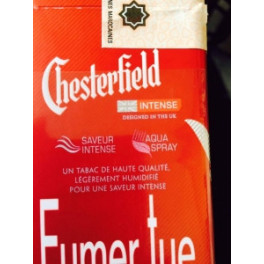 MAROCAINS
Chesterfield
INTENSE
DESIGNED IN THE UK
SAVEUR INTENSE
AQUA SPRAY
UN TABAC DE HAUTE QUALITÉ,
LÉGÈREMENT HUMIDIFIÉ
POUR UNE SAVEUR INTENSE
Fumer tue